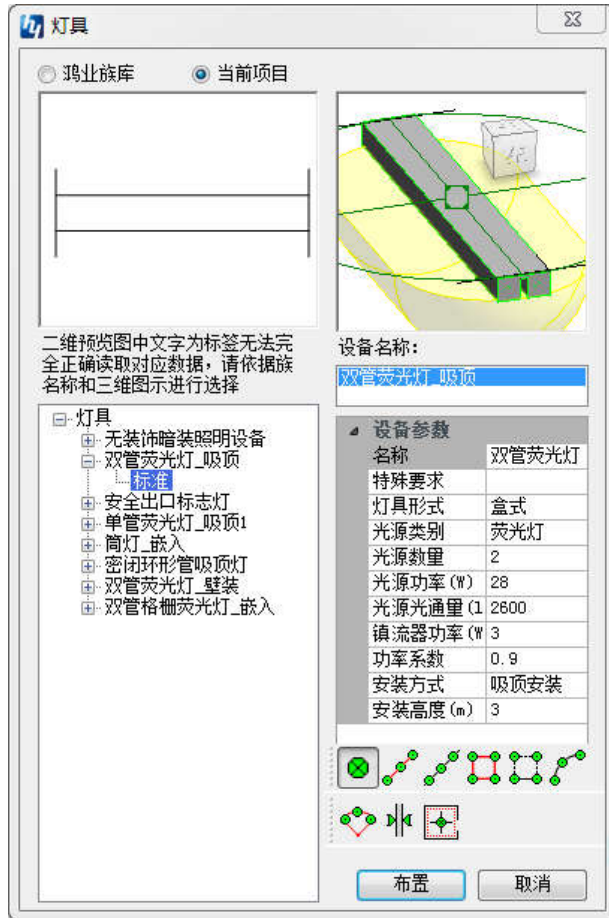 灯具
鸿业族库
当前项目
二维预览图中文字为标签无法完
全正确读取对应数据，请依据族
名称和三维图示进行选择
设备名称:
双管荧光灯_吸顶
灯具
无装饰暗装照明设备
双管荧光灯_吸顶
标准
安全出口标志灯
单管荧光灯_吸顶1
筒灯_嵌入
密闭环形管吸顶灯
双管荧光灯_壁装
双管格栅荧光灯_嵌入
设备参数
名称 双管荧光灯
特殊要求
灯具形式 盒式
光源类别 荧光灯
光源数量 2
光源功率(W) 28
光源光通量(l 2600
镇流器功率(W 3
功率系数 0.9
安装方式 吸顶安装
安装高度(m) 3
布置
取消